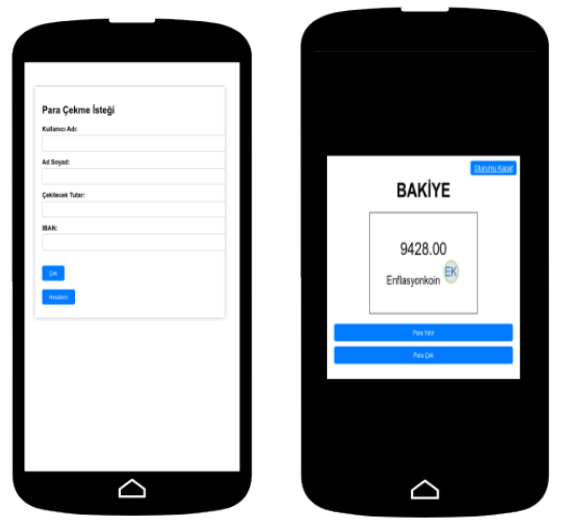 Para Çekme İsteği
Kullanıcı Adı:
Ad Soyad:
Çekilecek Tutar:
IBAN:
Çek
Hesabım
Oturumu Kapat
BAKİYE
9428.00
Enflasyonkoin EK
Para Yatır
Para Çek